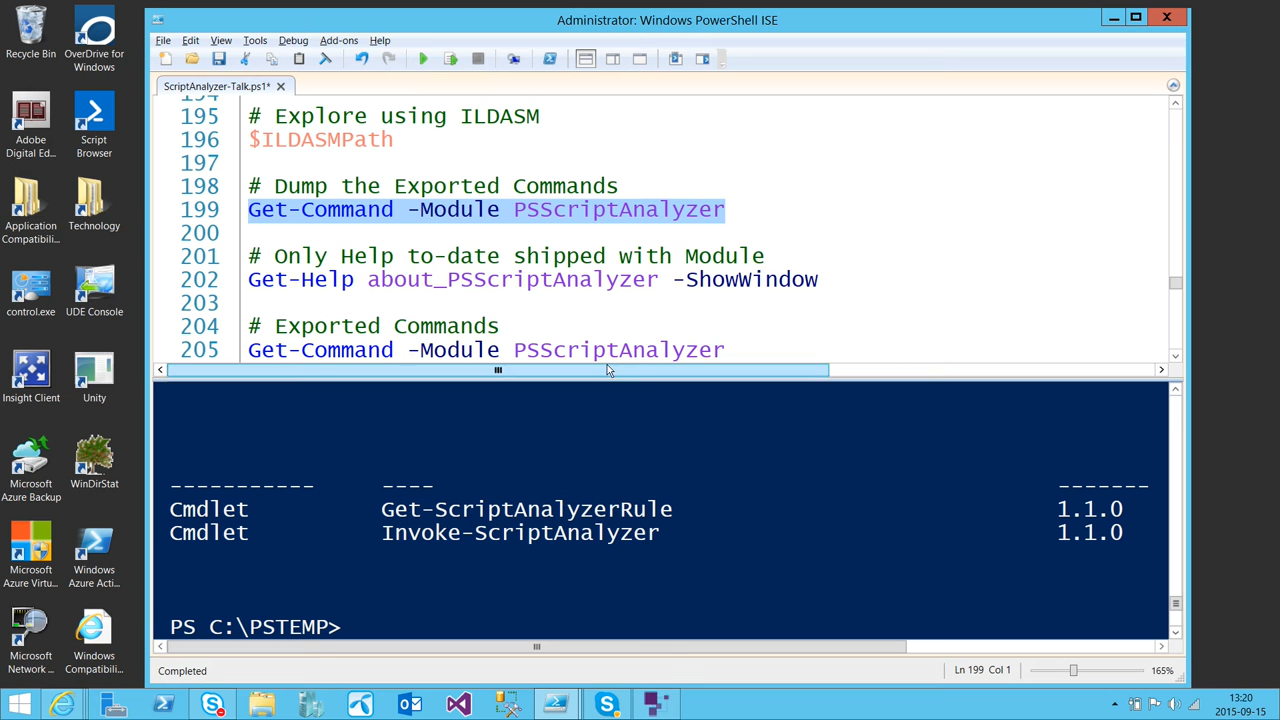 Administrator: Windows PowerShell ISE
File Edit View Tools Debug Add-ons Help
ScriptAnalyzer-Talk.ps1*
194
195 # Explore using ILDASM
196 $ILDASMPath
197
198 # Dump the Exported Commands
199 Get-Command -Module PSScriptAnalyzer
200
201 # Only Help to-date shipped with Module
202 Get-Help about_PSScriptAnalyzer -ShowWindow
203
204 # Exported Commands
205 Get-Command -Module PSScriptAnalyzer
----------- ---- -------
Cmdlet Get-ScriptAnalyzerRule 1.1.0
Cmdlet Invoke-ScriptAnalyzer 1.1.0
PS C:\PSTEMP>
Completed
Ln 199 Col 1
165%
Recycle Bin
OverDrive for
Windows
Adobe
Digital Ed...
Script
Browser
Application
Compatibili...
Technology
control.exe
UDE Console
Insight Client
Unity
Microsoft
Azure Backup
WinDirStat
Microsoft
Azure Virtu...
Windows
Azure Acti...
Microsoft
Network ...
Windows
Compatibili...
13:20
2015-09-15